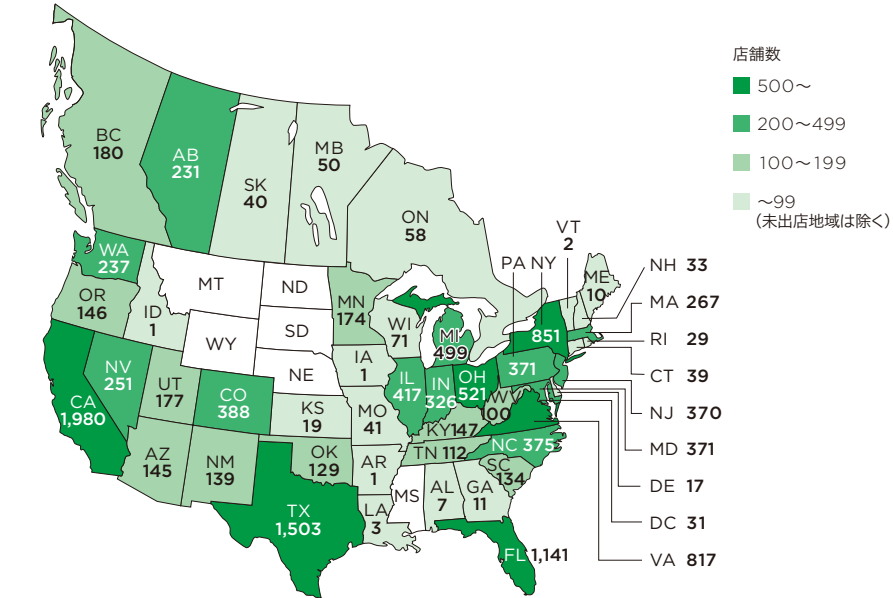 店舗数
500〜
200〜499
100〜199
〜99
(未出店地域は除く)
BC
180
AB
231
SK
40
MB
50
ON
58
WA
237
OR
146
ID
1
MT
ND
SD
WY
NE
MN
174
WI
71
MI
499
IA
1
NV
251
UT
177
CO
388
KS
19
MO
41
IL
417
IN
326
OH
521
WV
100
KY147
PA
371
NY
851
VT
2
ME
10
CA
1,980
AZ
145
NM
139
OK
129
AR
1
TN 112
NC 375
SC
134
TX
1,503
LA
3
MS
AL
7
GA
11
FL 1,141
NH 33
MA 267
RI 29
CT 39
NJ 370
MD 371
DE 17
DC 31
VA 817